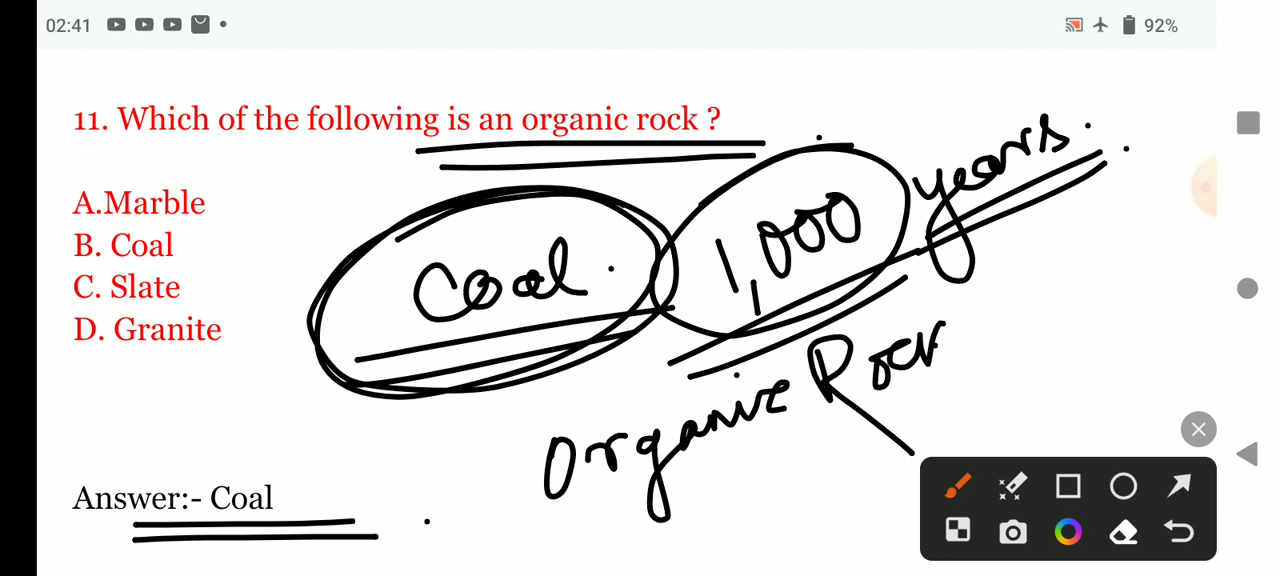 02:41 92%
11. Which of the following is an organic rock ?
A.Marble
B. Coal
C. Slate
D. Granite
Coal. 1,000 years.
Organic Rock
Answer:- Coal